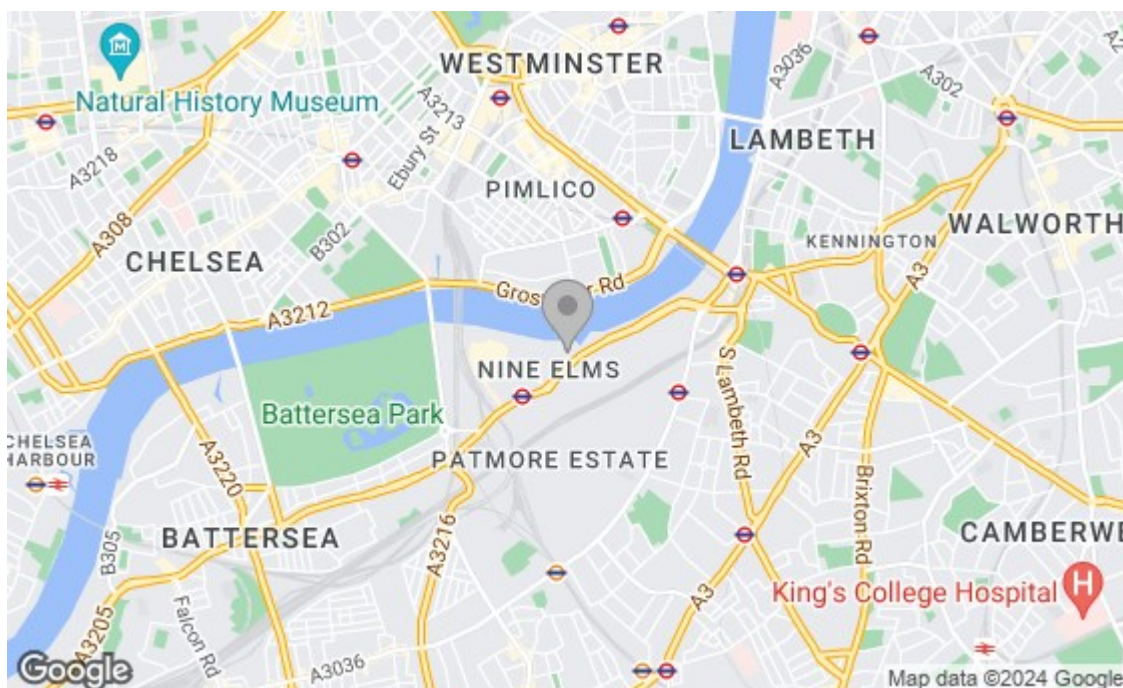 WESTMINSTER
A3036
A302
A2
Natural History Museum
A3213
LAMBETH
A3218
Ebury St
PIMLICO
A308
B302
WALWORTH
KENNINGTON
CHELSEA
A3
A3212
NINE ELMS
S Lambeth Rd
Battersea Park
CHELSEA
HARBOUR
A3220
PATMORE ESTATE
A3
Brixton Rd
BATTERSEA
A3216
CAMBERWE
B305
King's College Hospital
H
A3205
Falcon Rd
A3
A3036
Google
Map data ©2024 Google